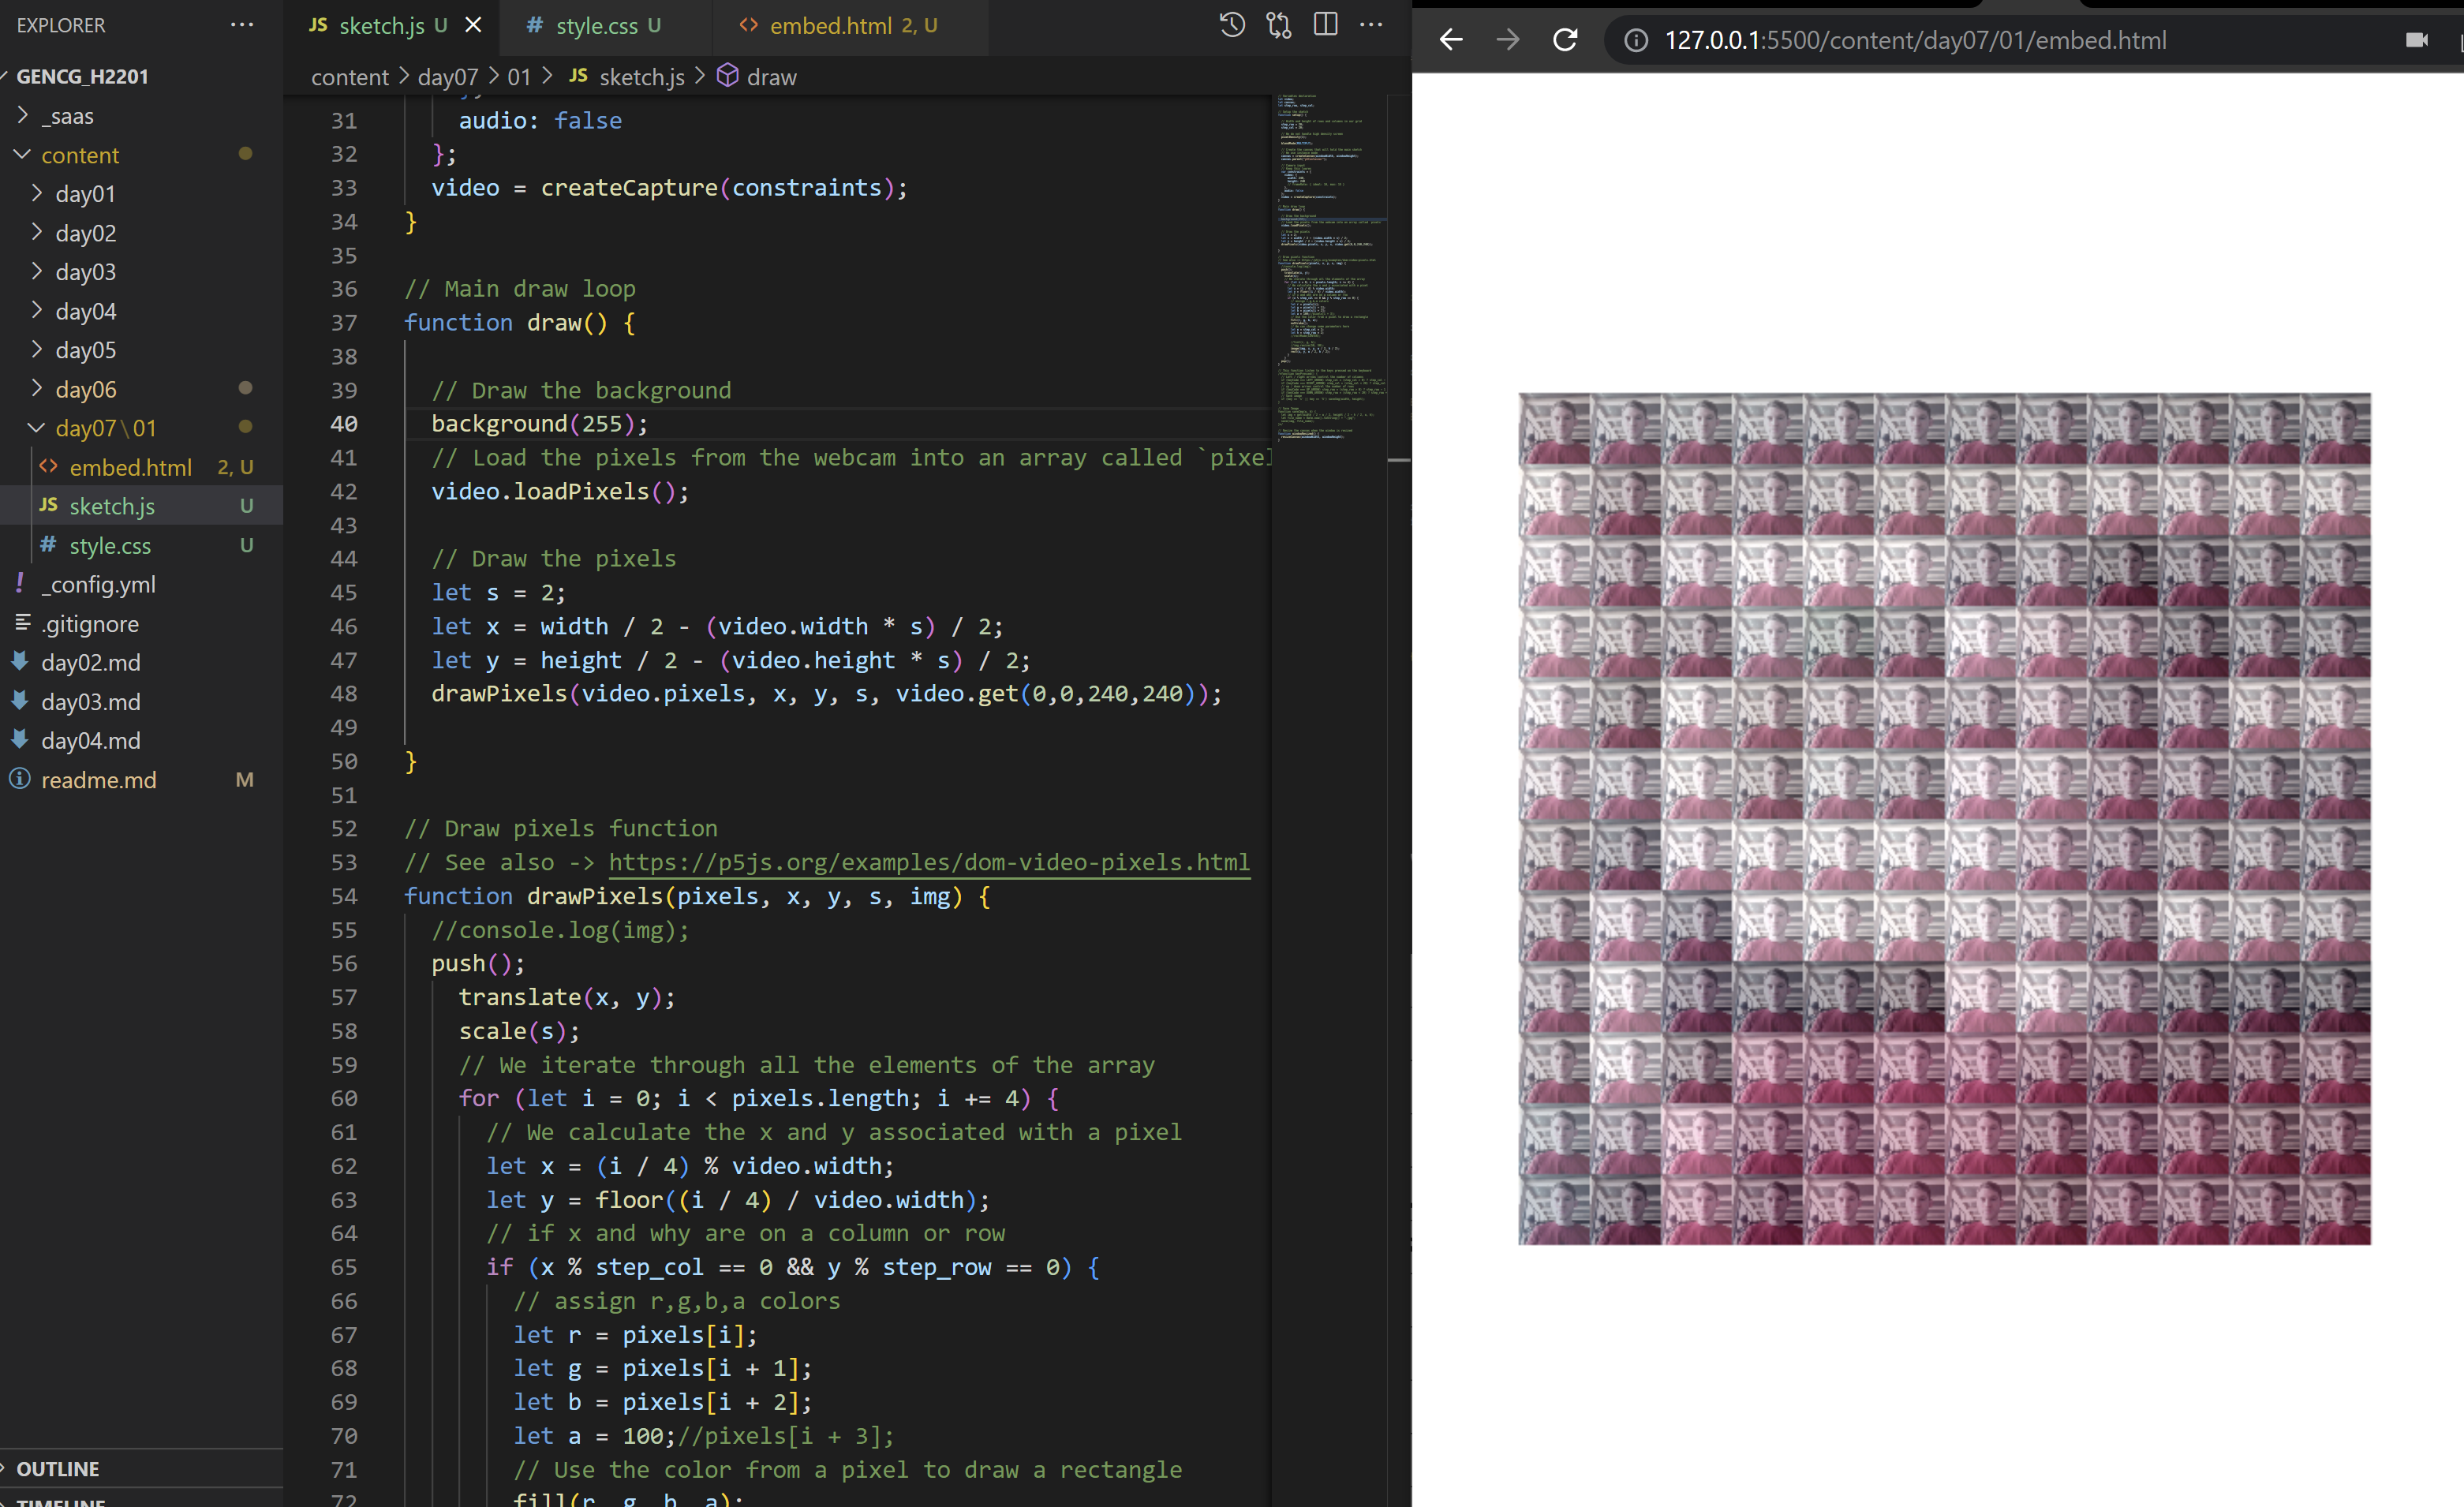 EXPLORER
GENCG_H2201
_saas
content
day01
day02
day03
day04
day05
day06
day07\01
embed.html 2, U
JS sketch.js U
# style.css U
! _config.yml
.gitignore
day02.md
day03.md
day04.md
readme.md M
OUTLINE
TIMELINE
JS sketch.js U
# style.css U
<> embed.html 2, U
content > day07 > 01 > JS sketch.js > draw
31 audio: false
32 };
33 video = createCapture(constraints);
34 }
35
36 // Main draw loop
37 function draw() {
38
39 // Draw the background
40 background(255);
41 // Load the pixels from the webcam into an array called `pixel
42 video.loadPixels();
43
44 // Draw the pixels
45 let s = 2;
46 let x = width / 2 - (video.width * s) / 2;
47 let y = height / 2 - (video.height * s) / 2;
48 drawPixels(video.pixels, x, y, s, video.get(0,0,240,240));
49
50 }
51
52 // Draw pixels function
53 // See also -> https://p5js.org/examples/dom-video-pixels.html
54 function drawPixels(pixels, x, y, s, img) {
55 //console.log(img);
56 push();
57 translate(x, y);
58 scale(s);
59 // We iterate through all the elements of the array
60 for (let i = 0; i < pixels.length; i += 4) {
61 // We calculate the x and y associated with a pixel
62 let x = (i / 4) % video.width;
63 let y = floor((i / 4) / video.width);
64 // if x and why are on a column or row
65 if (x % step_col == 0 && y % step_row == 0) {
66 // assign r,g,b,a colors
67 let r = pixels[i];
68 let g = pixels[i + 1];
69 let b = pixels[i + 2];
70 let a = 100;//pixels[i + 3];
71 // Use the color from a pixel to draw a rectangle
72 fill(r, g, b, a);
127.0.0.1:5500/content/day07/01/embed.html